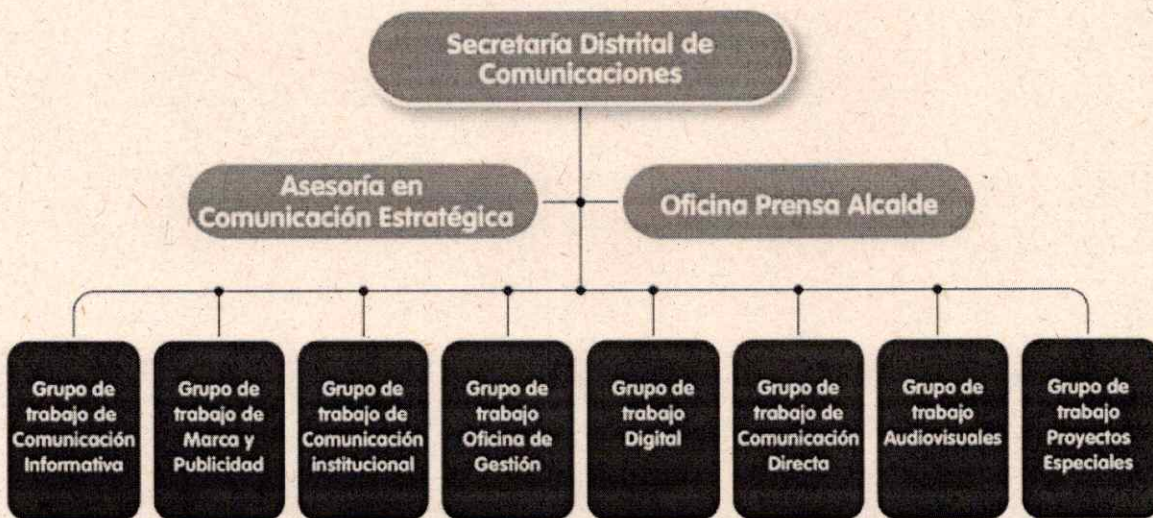 Secretaría Distrital de
Comunicaciones
Asesoría en
Comunicación Estratégica
Oficina Prensa Alcalde
Grupo de
trabajo de
Comunicación
Informativa
Grupo de
trabajo de
Marca y
Publicidad
Grupo de
trabajo de
Comunicación
institucional
Grupo de
trabajo
Oficina de
Gestión
Grupo de
trabajo
Digital
Grupo de
trabajo de
Comunicación
Directa
Grupo de
trabajo
Audiovisuales
Grupo de
trabajo
Proyectos
Especiales